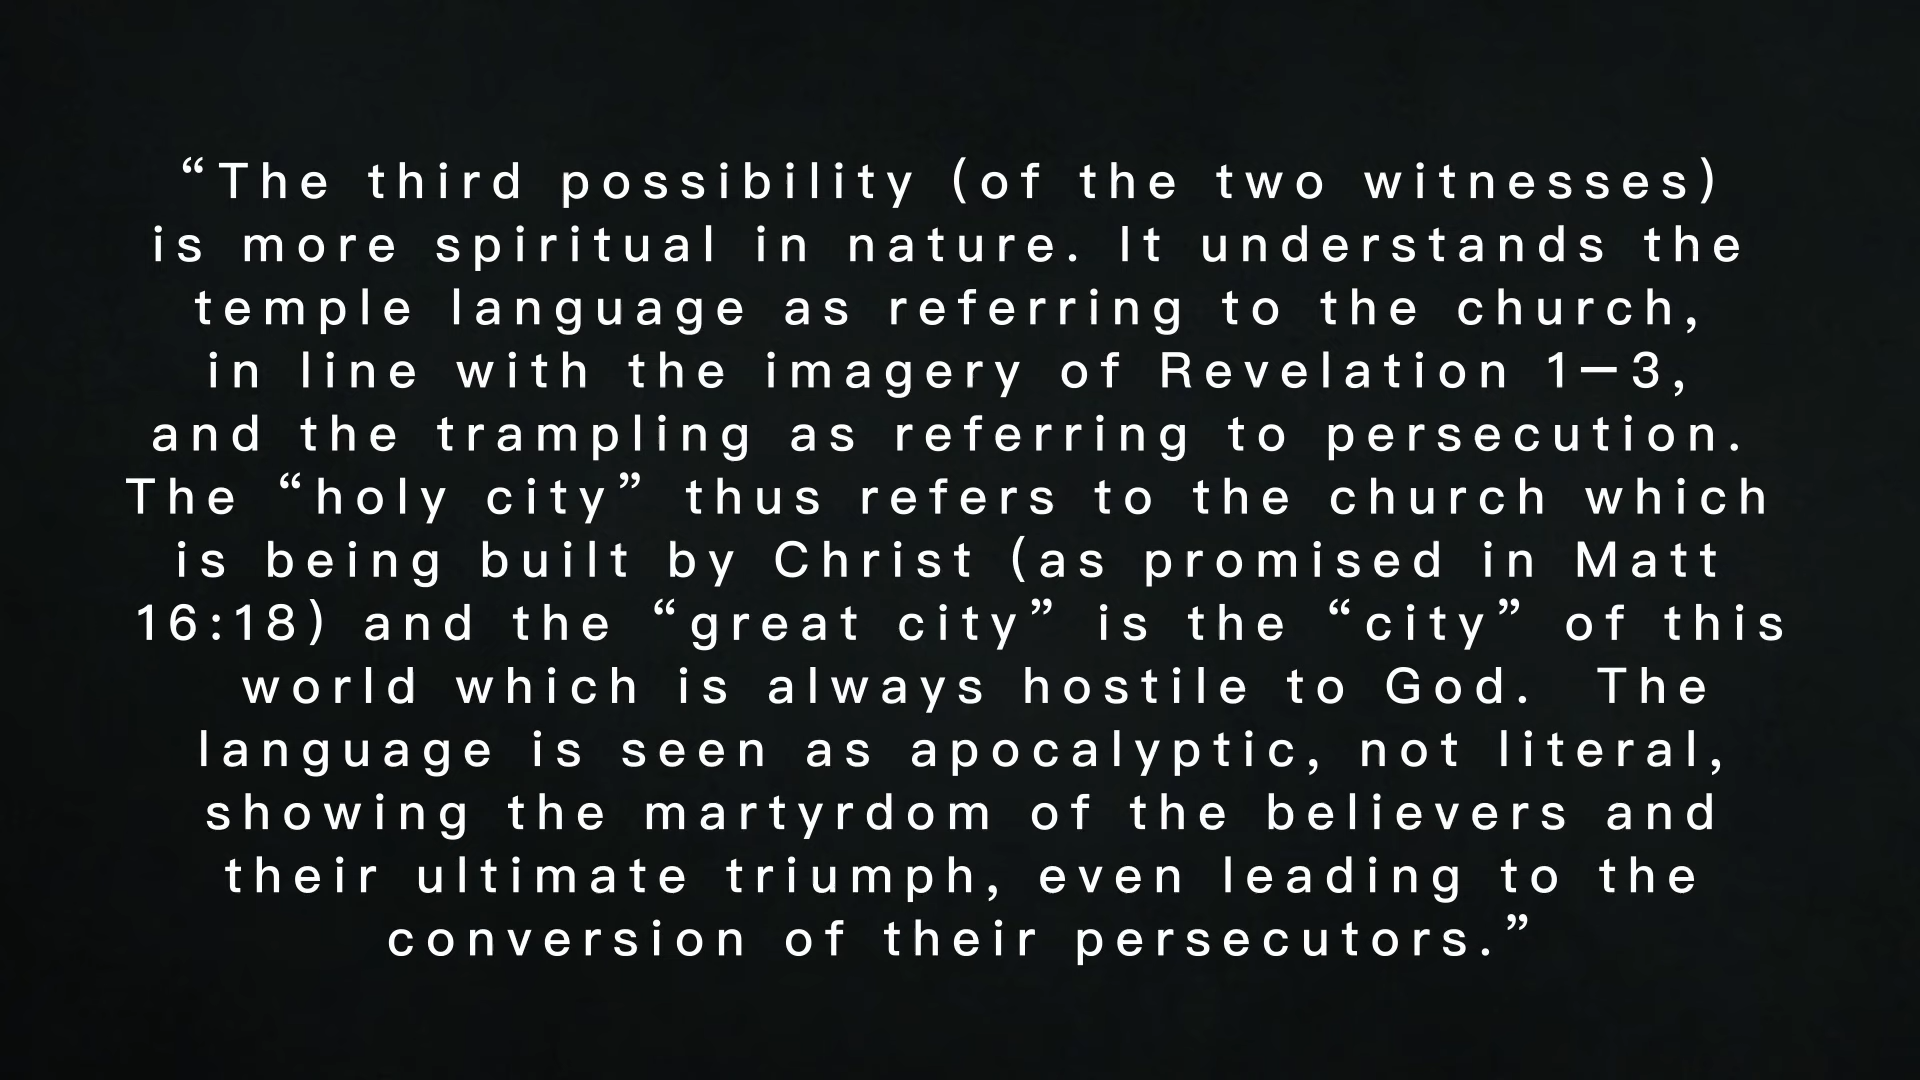 “The third possibility (of the two witnesses)
is more spiritual in nature. It understands the
temple language as referring to the church,
in line with the imagery of Revelation 1—3,
and the trampling as referring to persecution.
The “holy city” thus refers to the church which
is being built by Christ (as promised in Matt
16:18) and the “great city” is the “city” of this
world which is always hostile to God.  The
language is seen as apocalyptic, not literal,
showing the martyrdom of the believers and
their ultimate triumph, even leading to the
conversion of their persecutors.”